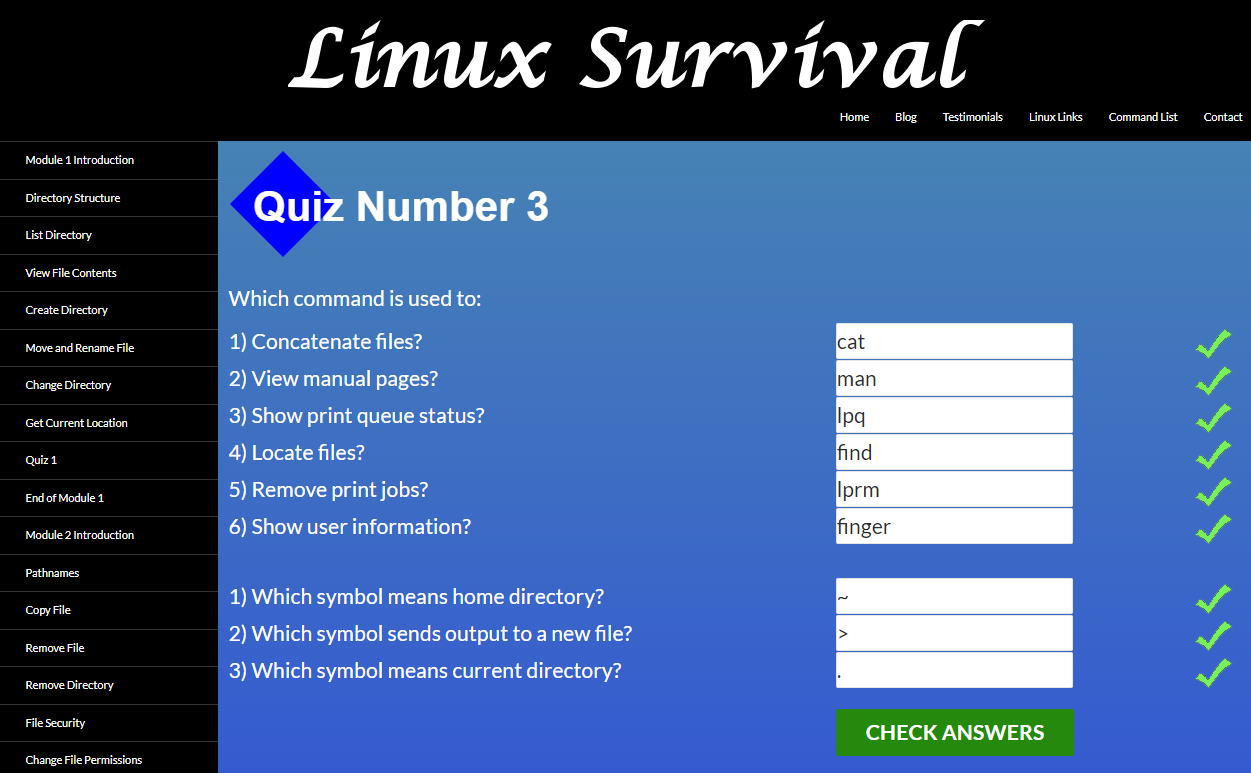 Linux Survival
Home Blog Testimonials Linux Links Command List Contact
Module 1 Introduction
Directory Structure
List Directory
View File Contents
Create Directory
Move and Rename File
Change Directory
Get Current Location
Quiz 1
End of Module 1
Module 2 Introduction
Pathnames
Copy File
Remove File
Remove Directory
File Security
Change File Permissions
Quiz Number 3
Which command is used to:
1) Concatenate files? cat
2) View manual pages? man
3) Show print queue status? lpq
4) Locate files? find
5) Remove print jobs? lprm
6) Show user information? finger
1) Which symbol means home directory? ~
2) Which symbol sends output to a new file? >
3) Which symbol means current directory? .
CHECK ANSWERS